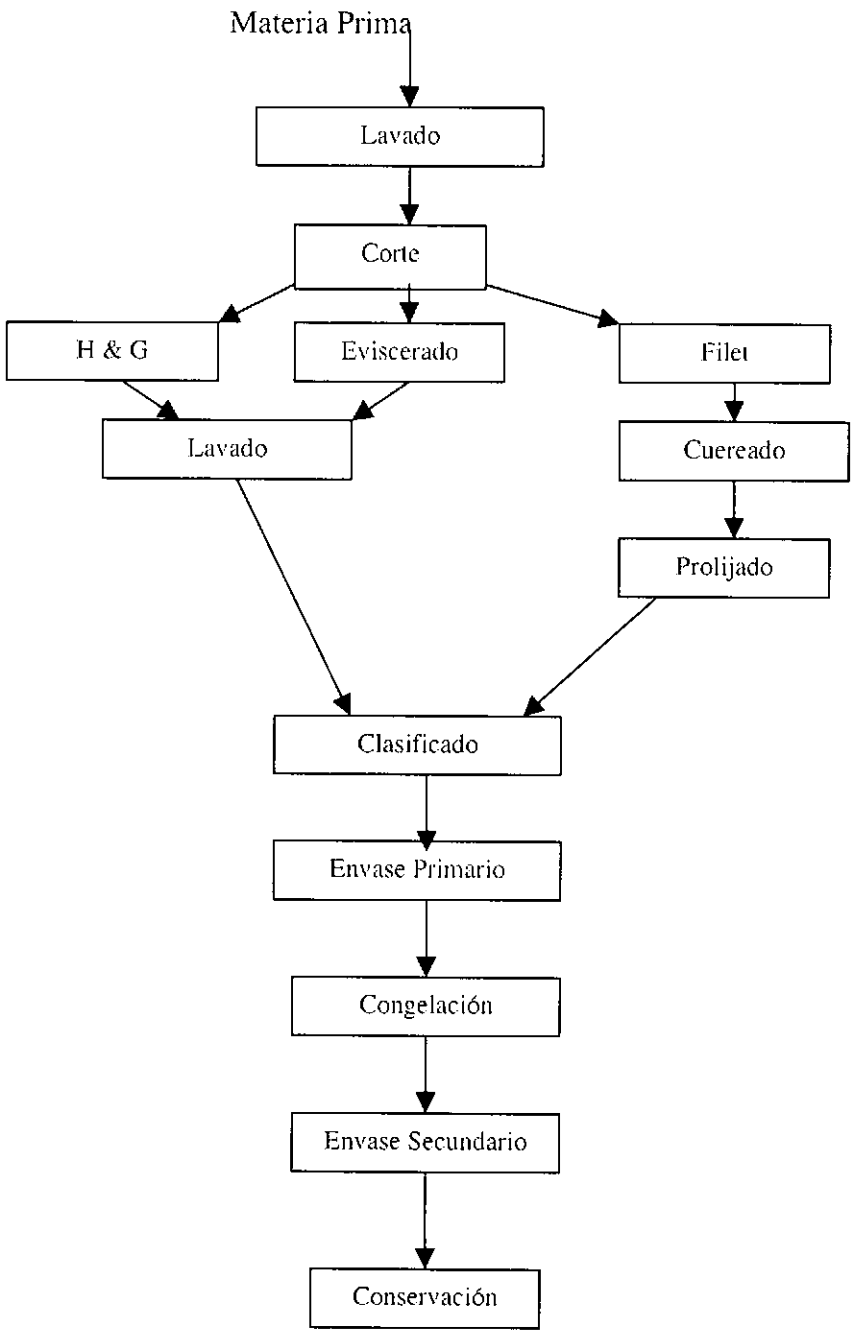 Materia Prima
Lavado
Corte
H & G
Eviscerado
Filet
Lavado
Cuereado
Prolijado
Clasificado
Envase Primario
Congelación
Envase Secundario
Conservación